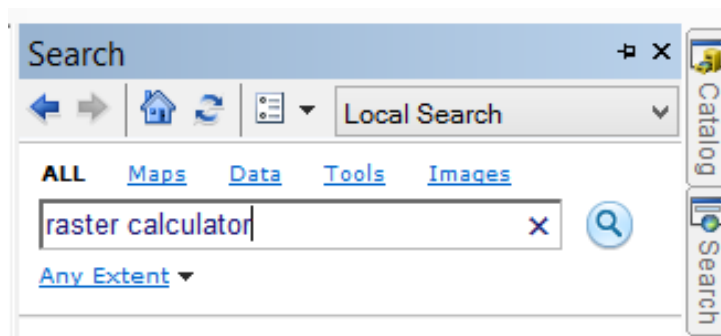 Search
Local Search
ALL Maps Data Tools Images
raster calculator
Any Extent
Catalog
Search